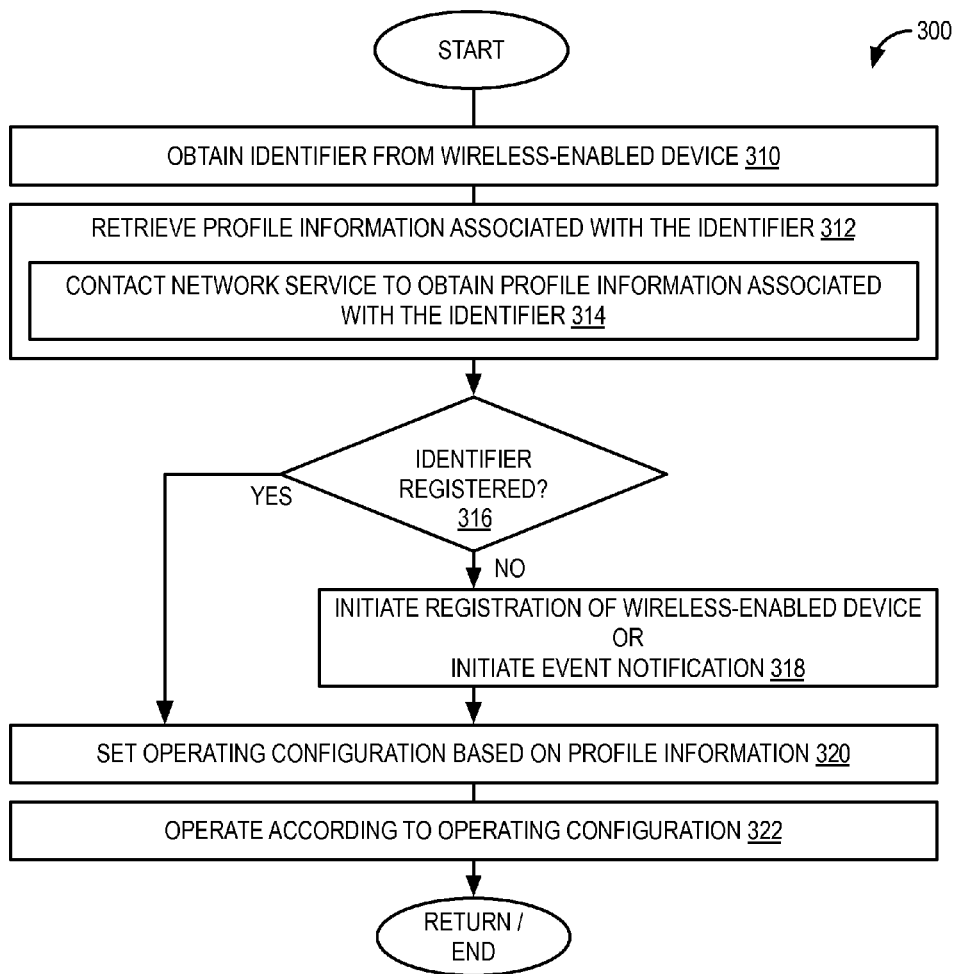 START
300
OBTAIN IDENTIFIER FROM WIRELESS-ENABLED DEVICE 310
RETRIEVE PROFILE INFORMATION ASSOCIATED WITH THE IDENTIFIER 312
CONTACT NETWORK SERVICE TO OBTAIN PROFILE INFORMATION ASSOCIATED
WITH THE IDENTIFIER 314
IDENTIFIER
REGISTERED?
316
YES
NO
INITIATE REGISTRATION OF WIRELESS-ENABLED DEVICE
OR
INITIATE EVENT NOTIFICATION 318
SET OPERATING CONFIGURATION BASED ON PROFILE INFORMATION 320
OPERATE ACCORDING TO OPERATING CONFIGURATION 322
RETURN /
END